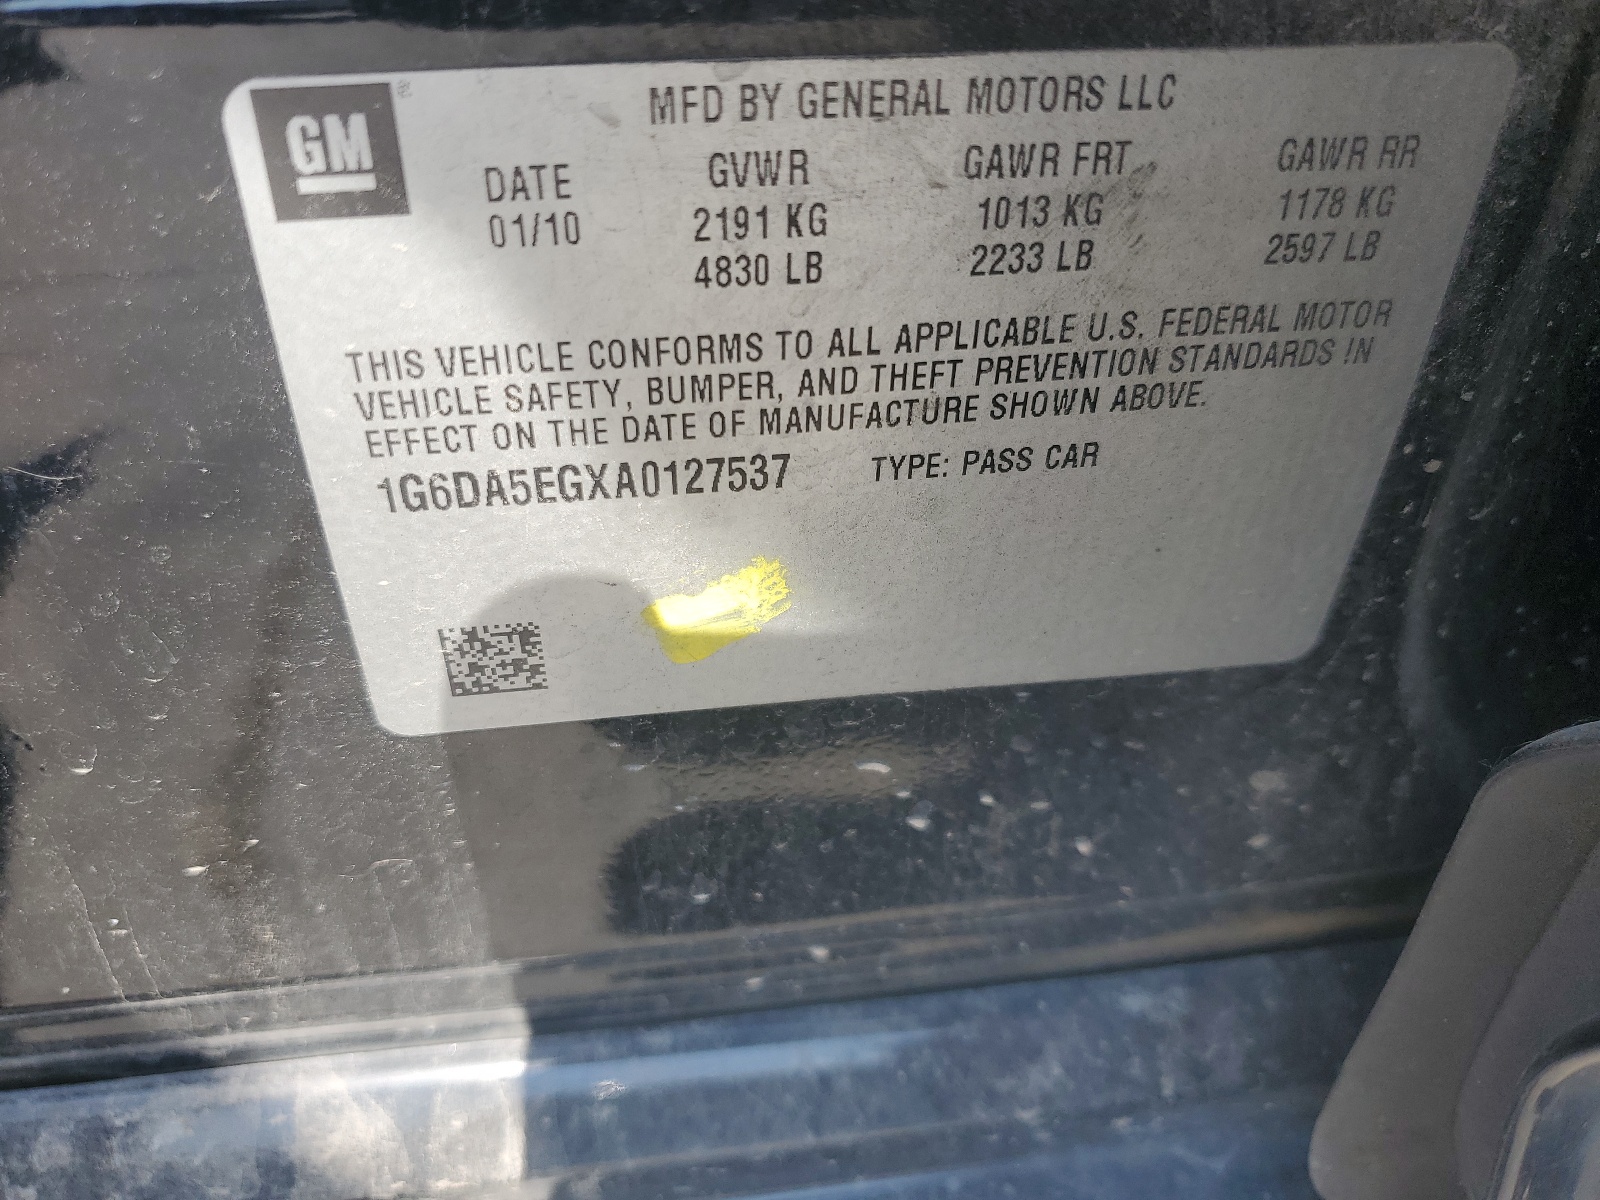 GM
MFD BY GENERAL MOTORS LLC
DATE GVWR GAWR FRT GAWR RR
01/10 2191 KG 1013 KG 1178 KG
4830 LB 2233 LB 2597 LB
THIS VEHICLE CONFORMS TO ALL APPLICABLE U.S. FEDERAL MOTOR
VEHICLE SAFETY, BUMPER, AND THEFT PREVENTION STANDARDS IN
EFFECT ON THE DATE OF MANUFACTURE SHOWN ABOVE.
1G6DA5EGXA0127537 TYPE: PASS CAR